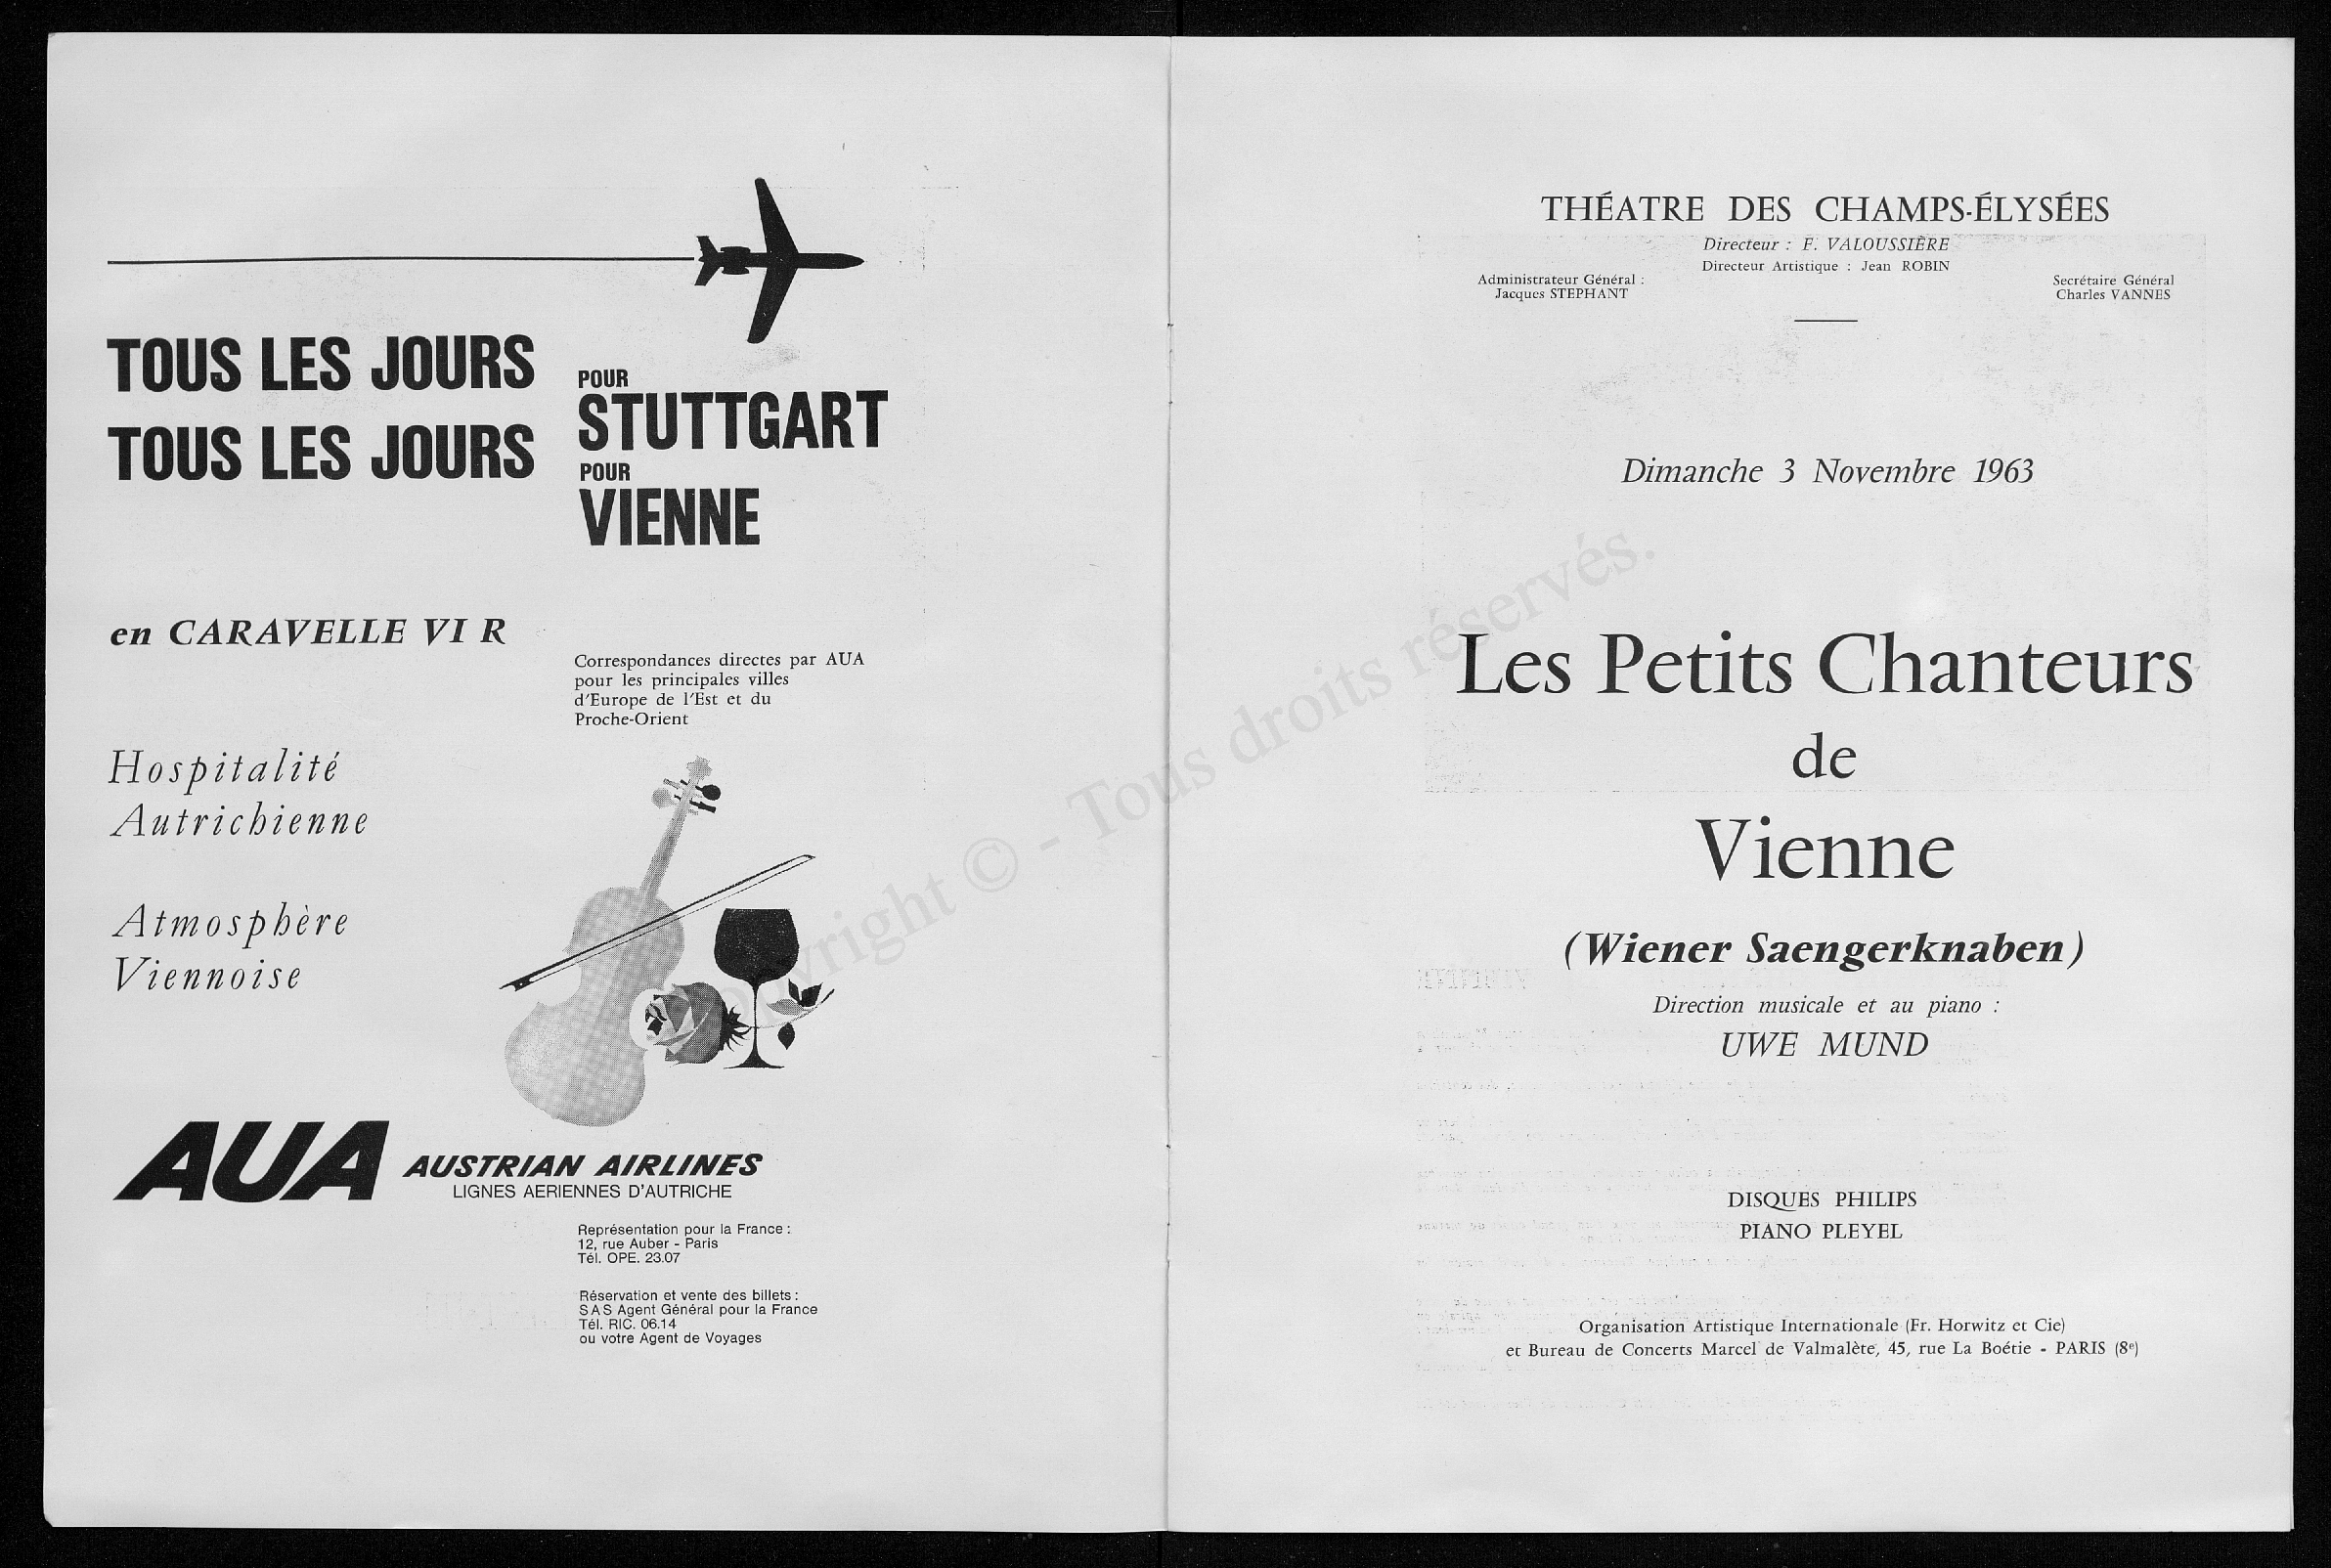 TOUS LES JOURS
POUR
STUTTGART
TOUS LES JOURS
POUR
VIENNE
en CARAVELLE VI R
Correspondances directes par AUA
pour les principales villes
d'Europe de l'Est et du
Proche-Orient
Hospitalité
Autrichienne
Atmosphère
Viennoise
AUA
AUSTRIAN AIRLINES
LIGNES AERIENNES D'AUTRICHE
Représentation pour la France :
12, rue Auber - Paris
Tél. OPE. 23.07
Réservation et vente des billets :
SAS Agent Général pour la France
Tél. RIC. 06.14
ou votre Agent de Voyages
THÉATRE DES CHAMPS-ÉLYSÉES
Directeur : F. VALOUSSIÈRE
Directeur Artistique : Jean ROBIN
Administrateur Général :
Jacques STEPHANT
Secrétaire Général
Charles VANNES
Dimanche 3 Novembre 1963
Les Petits Chanteurs
de
Vienne
(Wiener Saengerknaben)
Direction musicale et au piano :
UWE MUND
DISQUES PHILIPS
PIANO PLEYEL
Organisation Artistique Internationale (Fr. Horwitz et Cie)
et Bureau de Concerts Marcel de Valmalète, 45, rue La Boétie - PARIS (8e)
Copyright © - Tous droits réservés.